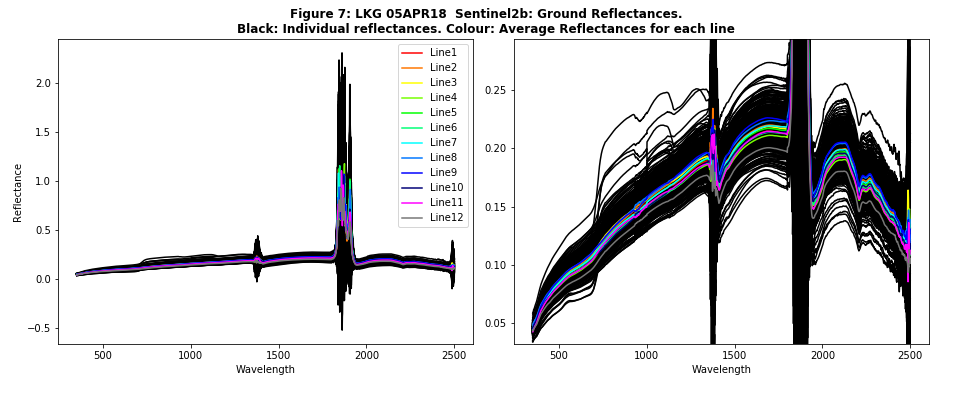 Figure 7: LKG 05APR18  Sentinel2b: Ground Reflectances.
Black: Individual reflectances. Colour: Average Reflectances for each line
Reflectance
2.0
1.5
1.0
0.5
0.0
−0.5
500
1000
1500
2000
2500
Wavelength
Line1
Line2
Line3
Line4
Line5
Line6
Line7
Line8
Line9
Line10
Line11
Line12
0.25
0.20
0.15
0.10
0.05
500
1000
1500
2000
2500
Wavelength